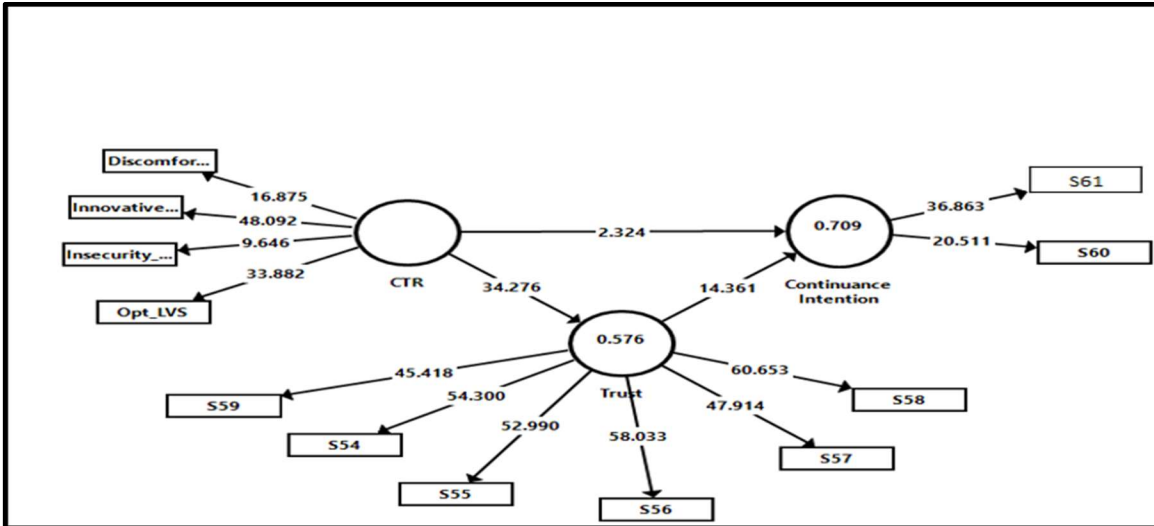 Discomfor...
16.875
Innovative...
48.092
Insecurity_...
9.646
33.882
Opt_LVS
CTR
2.324
34.276
14.361
0.709
Continuance
Intention
36.863
S61
20.511
S60
0.576
Trust
45.418
S59
54.300
S54
52.990
S55
58.033
S56
47.914
S57
60.653
S58